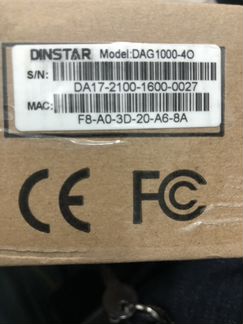 DINSTAR Model:DAG1000-4O
S/N:
DA17-2100-1600-0027
MAC:
F8-A0-3D-20-A6-8A
CE FC